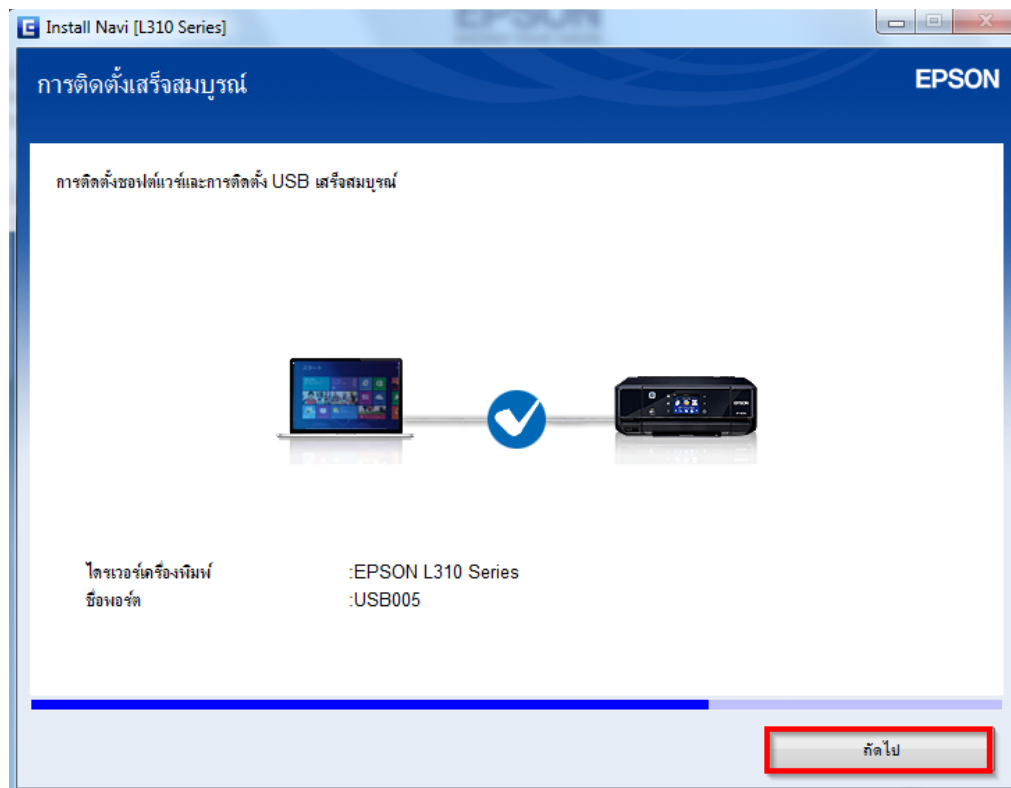 Install Navi [L310 Series]
การติดตั้งเสร็จสมบูรณ์
EPSON
การติดตั้งซอฟต์แวร์และการติดตั้ง USB เสร็จสมบูรณ์
ไดรเวอร์เครื่องพิมพ์ :EPSON L310 Series
ชื่อพอร์ต :USB005
ถัดไป